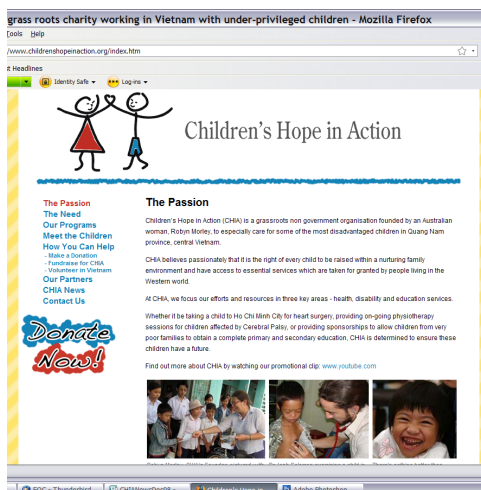 grass roots charity working in Vietnam with under-privileged children - Mozilla Firefox
Tools Help
/www.childrenshopeinaction.org/index.htm
Headlines
Identity Safe
Log-ins
Children's Hope in Action
The Passion
The Need
Our Programs
Meet the Children
How You Can Help
- Make a Donation
- Fundraise for CHIA
- Volunteer in Vietnam
Our Partners
CHIA News
Contact Us
Donate
Now!
The Passion
Children's Hope in Action (CHIA) is a grassroots non government organisation founded by an Australian
woman, Robyn Morley, to especially care for some of the most disadvantaged children in Quang Nam
province, central Vietnam.
CHIA believes passionately that it is the right of every child to be raised within a nurturing family
environment and have access to essential services which are taken for granted by people living in the
Western world.
At CHIA, we focus our efforts and resources in three key areas - health, disability and education services.
Whether it be taking a child to Ho Chi Minh City for heart surgery, providing on-going physiotherapy
sessions for children affected by Cerebral Palsy, or providing sponsorships to allow children from very
poor families to obtain a complete primary and secondary education, CHIA is determined to ensure these
children have a future.
Find out more about CHIA by watching our promotional clip: www.youtube.com